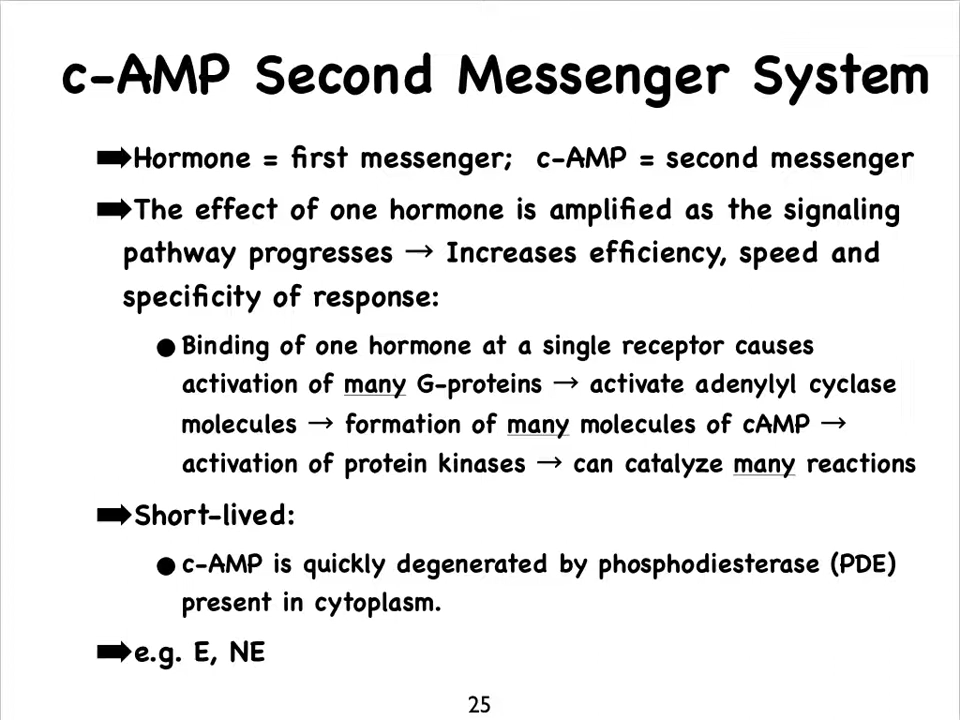 c-AMP Second Messenger System
➡Hormone = first messenger; c-AMP = second messenger
➡The effect of one hormone is amplified as the signaling
pathway progresses → Increases efficiency, speed and
specificity of response:
●Binding of one hormone at a single receptor causes
activation of many G-proteins → activate adenylyl cyclase
molecules → formation of many molecules of cAMP →
activation of protein kinases → can catalyze many reactions
➡Short-lived:
●c-AMP is quickly degenerated by phosphodiesterase (PDE)
present in cytoplasm.
➡e.g. E, NE
25